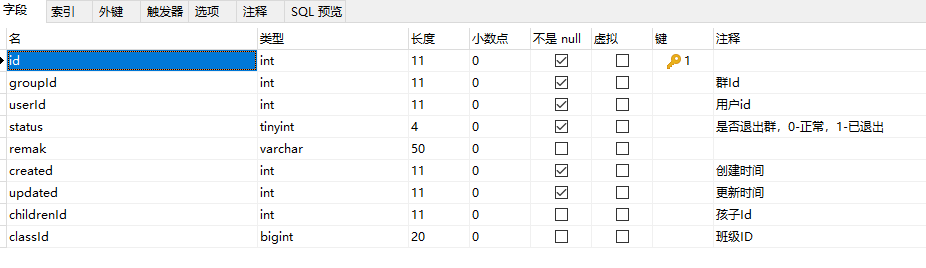 字段 索引 外键 触发器 选项 注释 SQL 预览
名 类型 长度 小数点 不是 null 虚拟 键 注释
id int 11 0 1
groupId int 11 0 群Id
userId int 11 0 用户id
status tinyint 4 0 是否退出群，0-正常，1-已退出
remak varchar 50 0
created int 11 0 创建时间
updated int 11 0 更新时间
childrenId int 11 0 孩子Id
classId bigint 20 0 班级ID